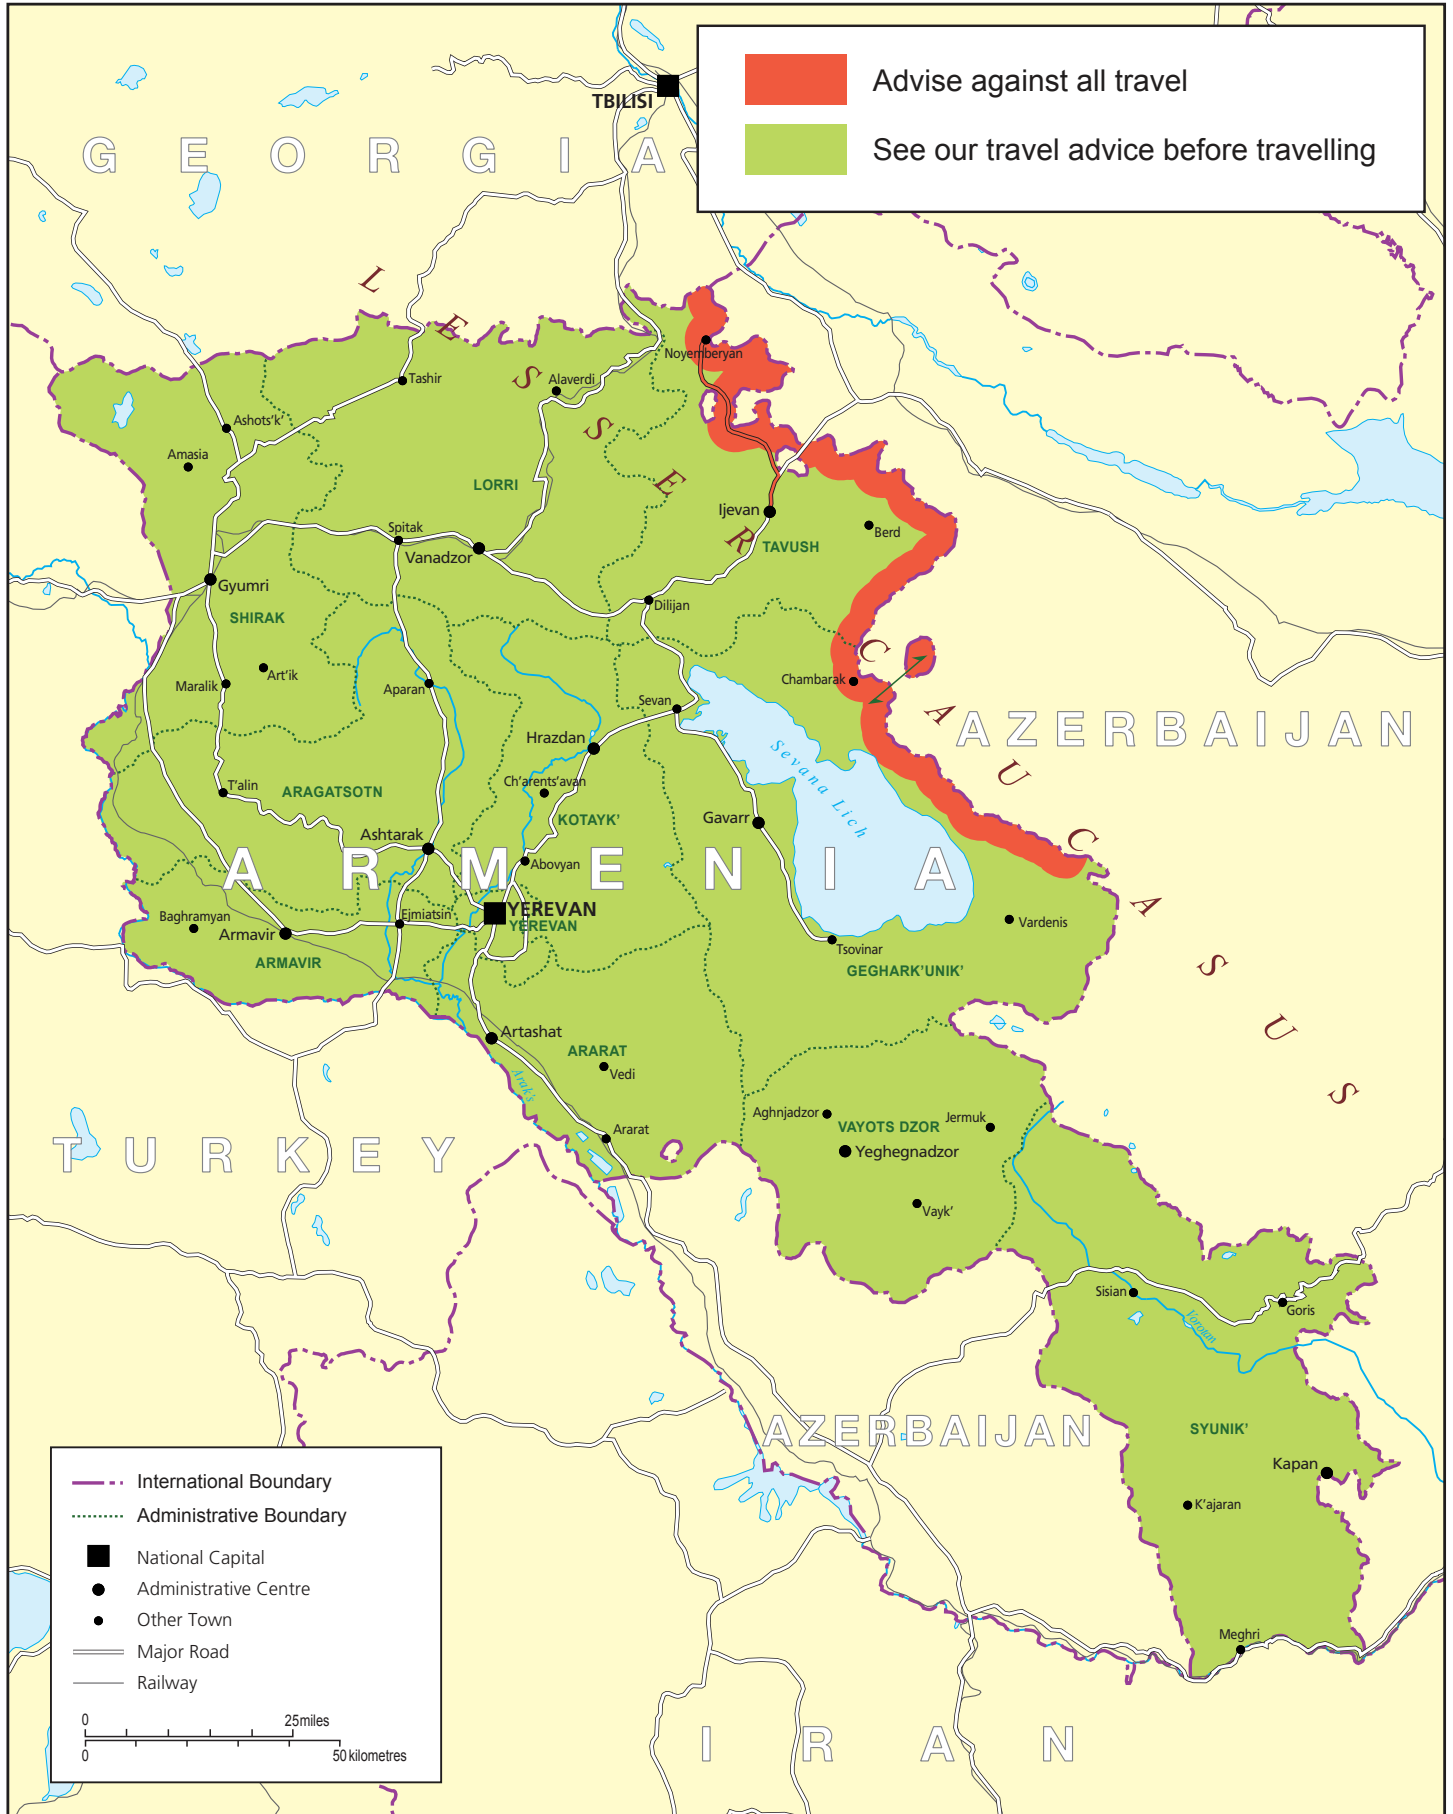 TBILISI
Advise against all travel
See our travel advice before travelling
GEORGIA
LESSER CAUCASUS
Noyemberyan
Tashir
Alaverdi
Ashots'k'
Amasia
LORRI
Ijevan
Berd
Spitak
Vanadzor
TAVUSH
Gyumri
Dilijan
SHIRAK
Art'ik
Maralik
Aparan
Chambarak
Sevan
AZERBAIJAN
Hrazdan
Sevana Lich
Ch'arents'avan
T'alin
ARAGATSOTN
KOTAYK'
Gavarr
Ashtarak
ARMENIA
Abovyan
Baghramyan
Armavir
Ejmiatsin
YEREVAN
YEREVAN
Vardenis
Tsovinar
ARMAVIR
GEGHARK'UNIK'
Artashat
ARARAT
Vedi
Arak's
Aghnjadzor
VAYOTS DZOR
Jermuk
Ararat
Yeghegnadzor
TURKEY
Vayk'
Sisian
Goris
Vorotan
AZERBAIJAN
SYUNIK'
Kapan
K'ajaran
Meghri
IRAN
International Boundary
Administrative Boundary
National Capital
Administrative Centre
Other Town
Major Road
Railway
0 25miles
0 50 kilometres